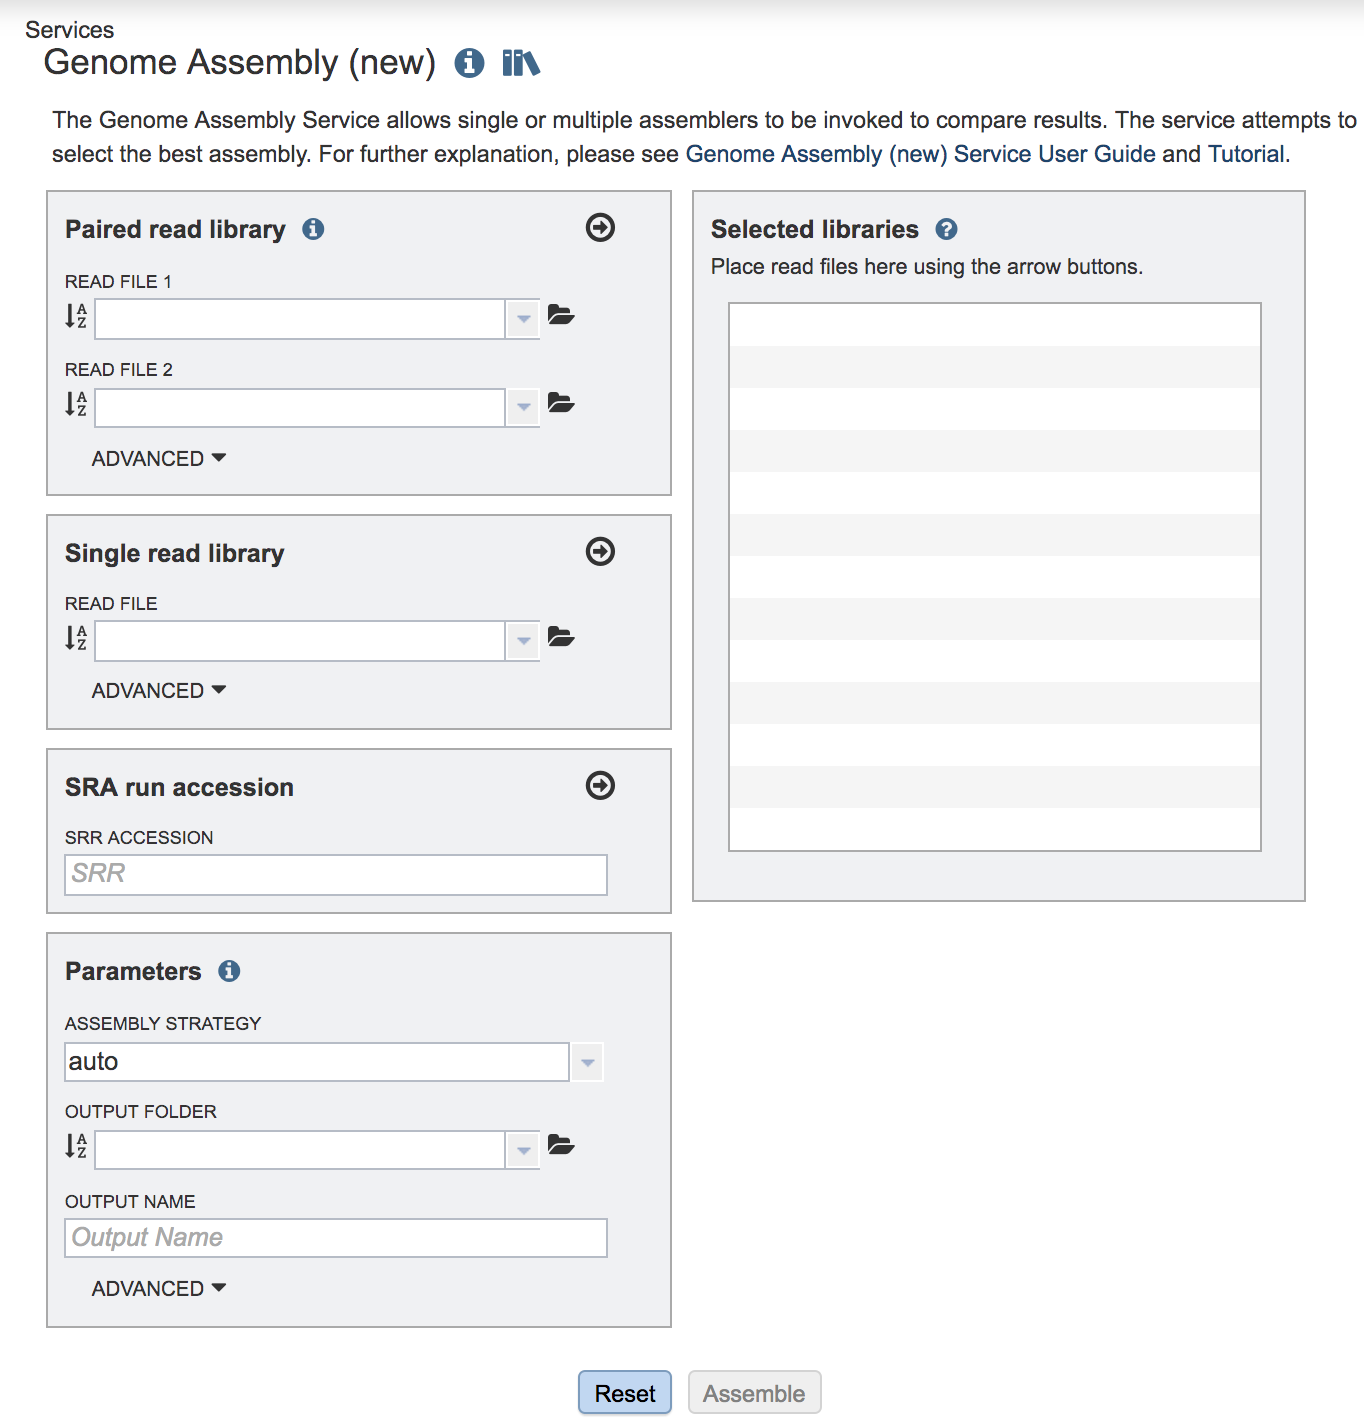 Services
Genome Assembly (new)
The Genome Assembly Service allows single or multiple assemblers to be invoked to compare results. The service attempts to
select the best assembly. For further explanation, please see Genome Assembly (new) Service User Guide and Tutorial.
Paired read library
READ FILE 1
READ FILE 2
ADVANCED
Single read library
READ FILE
ADVANCED
SRA run accession
SRR ACCESSION
SRR
Parameters
ASSEMBLY STRATEGY
auto
OUTPUT FOLDER
OUTPUT NAME
Output Name
ADVANCED
Selected libraries
Place read files here using the arrow buttons.
Reset
Assemble